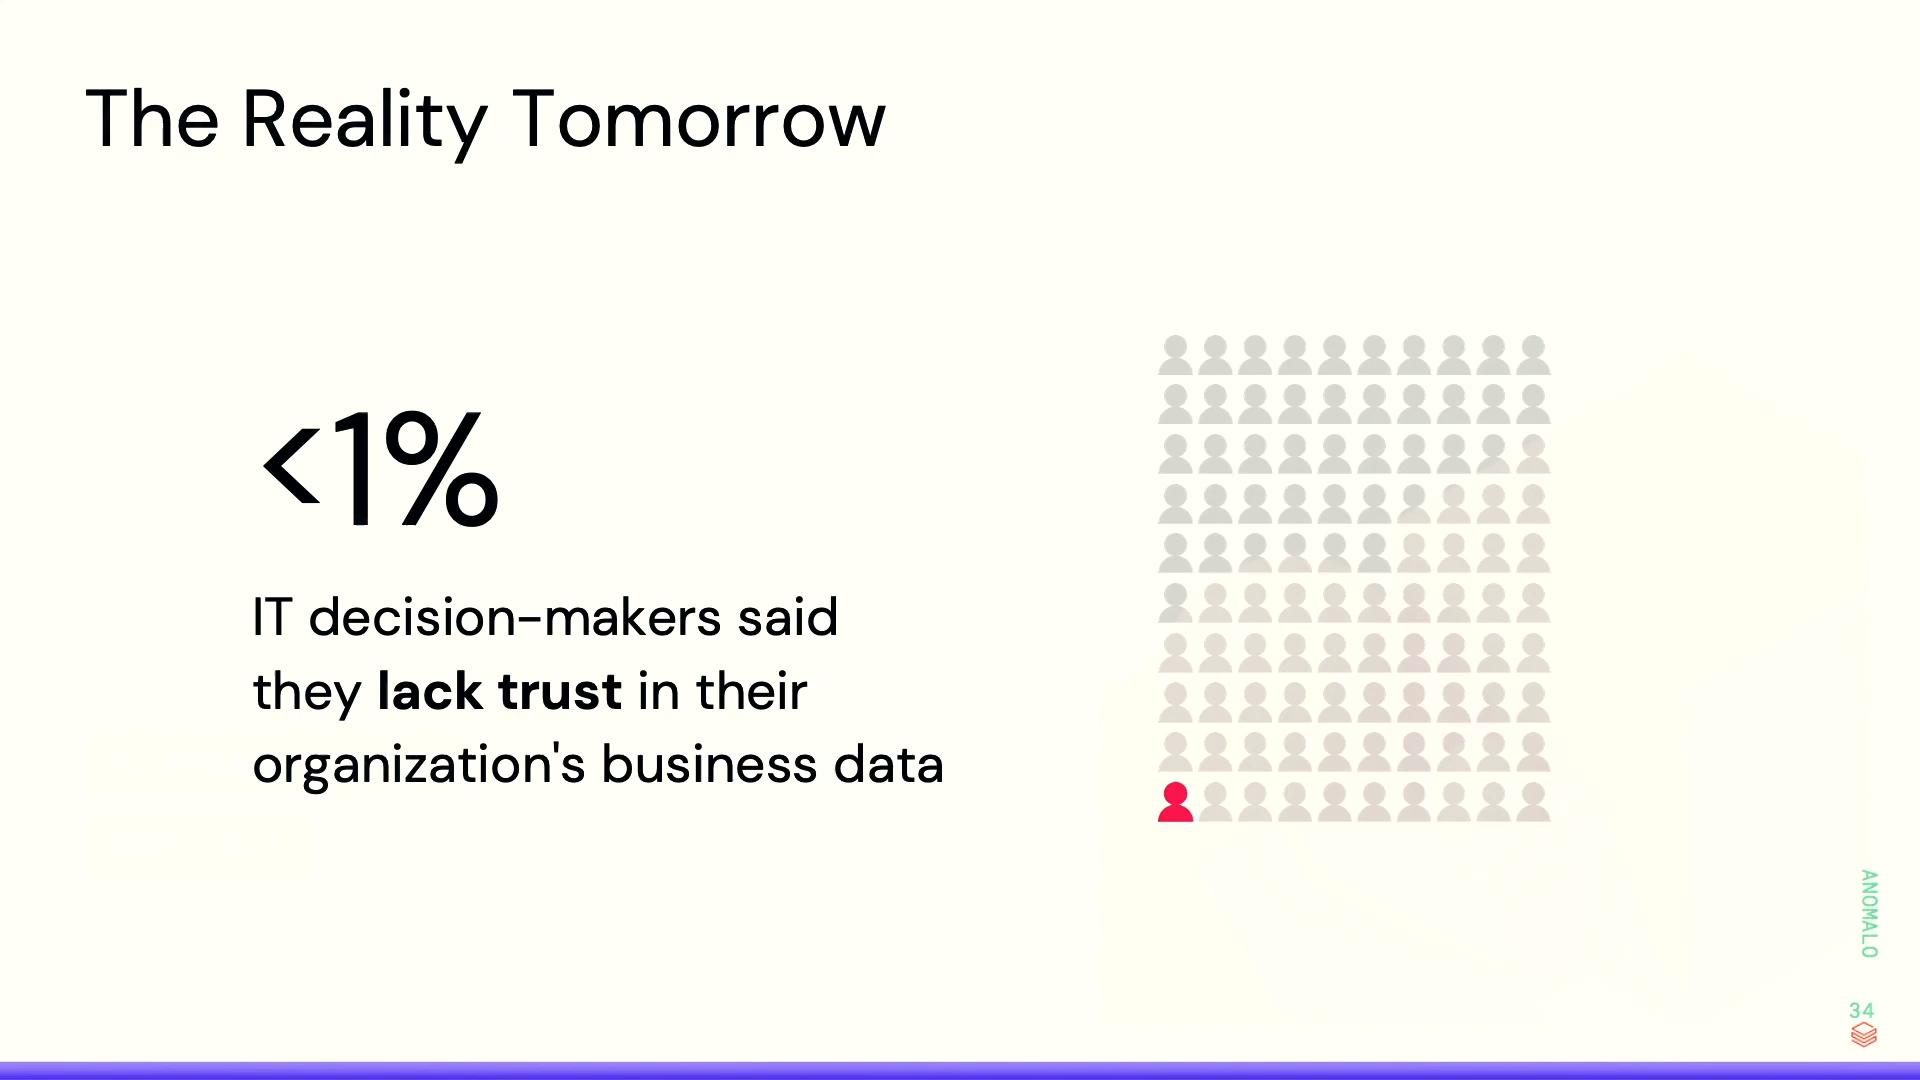 The Reality Tomorrow
<1%
IT decision-makers said
they lack trust in their
organization's business data
ANOMALO
34